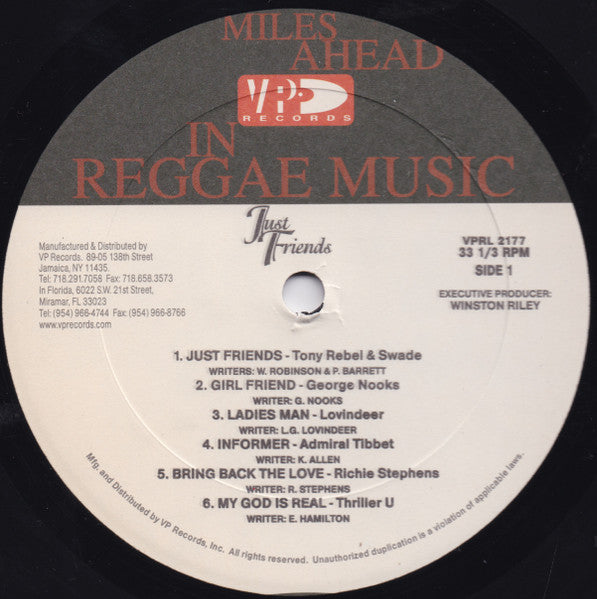 MILES
AHEAD
VP
RECORDS
IN
REGGAE MUSIC
Just
Friends
Manufactured & Distributed by
VP Records. 89-05 138th Street
Jamaica, NY 11435.
Tel: 718.291.7058 Fax: 718.658.3573
In Florida, 6022 S.W. 21st Street,
Miramar, FL 33023
Tel: (954) 966-4744 Fax: (954) 966-8766
www.vprecords.com
VPRL 2177
33 1/3 RPM
SIDE 1
EXECUTIVE PRODUCER:
WINSTON RILEY
1. JUST FRIENDS - Tony Rebel & Swade
WRITERS: W. ROBINSON & P. BARRETT
2. GIRL FRIEND - George Nooks
WRITER: G. NOOKS
3. LADIES MAN - Lovindeer
WRITER: L.G. LOVINDEER
4. INFORMER - Admiral Tibbet
WRITER: K. ALLEN
5. BRING BACK THE LOVE - Richie Stephens
WRITER: R. STEPHENS
6. MY GOD IS REAL - Thriller U
WRITER: E. HAMILTON
Mfg. and Distributed by VP Records, Inc. All rights reserved. Unauthorized duplication is a violation of applicable laws.